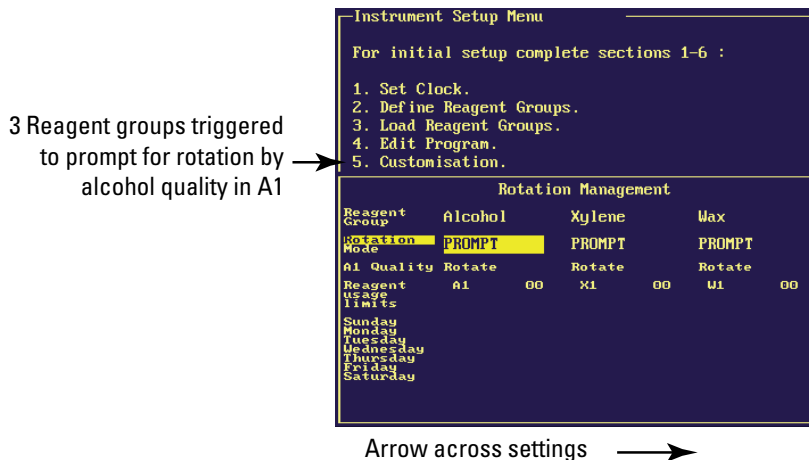 Instrument Setup Menu
For initial setup complete sections 1-6 :
1. Set Clock.
2. Define Reagent Groups.
3. Load Reagent Groups.
4. Edit Program.
5. Customisation.
3 Reagent groups triggered
to prompt for rotation by
alcohol quality in A1
Rotation Management
Reagent Group Alcohol Xylene Wax
Rotation Mode PROMPT PROMPT PROMPT
A1 Quality Rotate Rotate Rotate
Reagent usage limits A1 00 X1 00 W1 00
Sunday
Monday
Tuesday
Wednesday
Thursday
Friday
Saturday
Arrow across settings